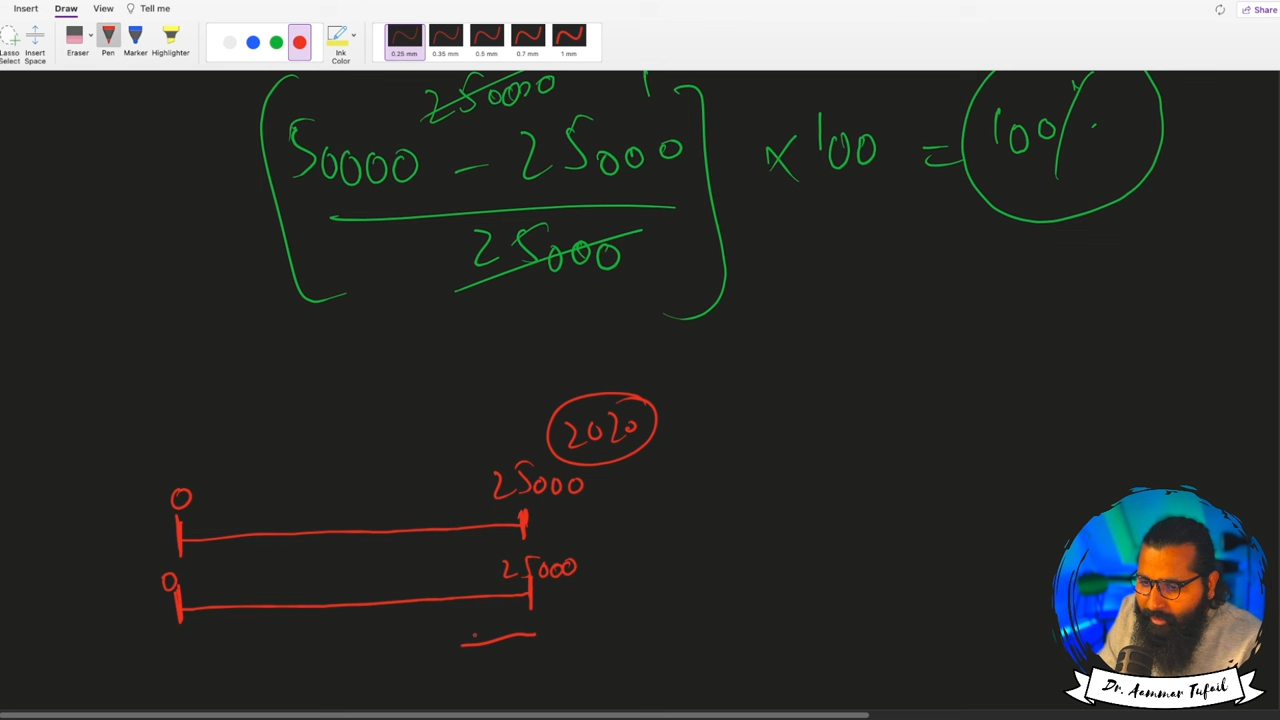 Insert Draw View Tell me
Share
Lasso Select
Insert Space
Eraser
Pen
Marker
Highlighter
Ink Color
0.25 mm
0.35 mm
0.5 mm
0.7 mm
1 mm
25000 1
50000 - 25000
25000
× 100 = 100%
2020
0 25000
0 25000
Dr. Aammar Tufail